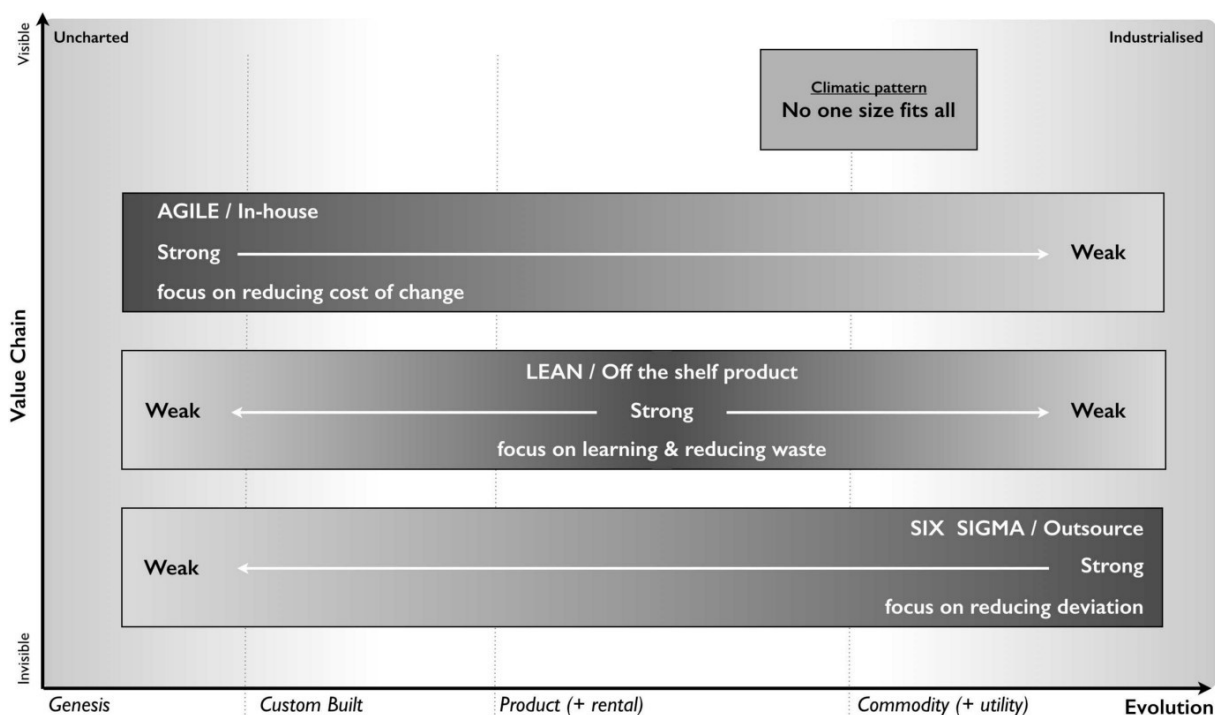 Visible
Uncharted
Industrialised
Climatic pattern
No one size fits all
AGILE / In-house
Strong
Weak
focus on reducing cost of change
Value Chain
LEAN / Off the shelf product
Weak
Strong
Weak
focus on learning & reducing waste
SIX SIGMA / Outsource
Weak
Strong
focus on reducing deviation
Invisible
Genesis
Custom Built
Product (+ rental)
Commodity (+ utility)
Evolution